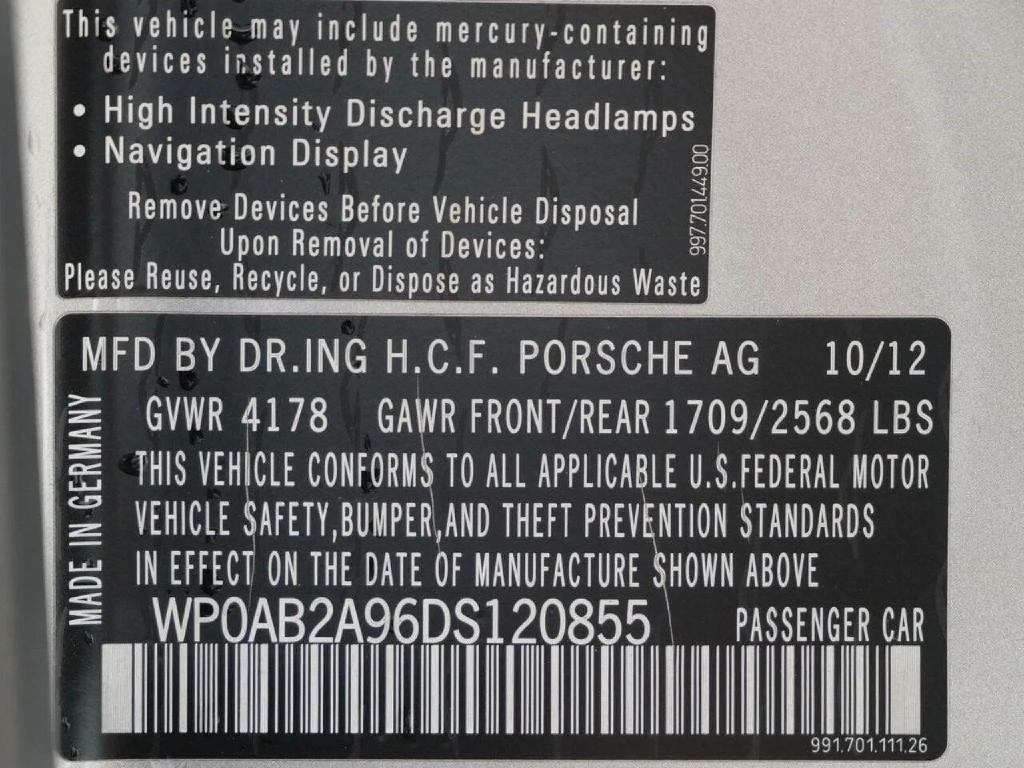 This vehicle may include mercury-containing
devices installed by the manufacturer:
• High Intensity Discharge Headlamps
• Navigation Display
Remove Devices Before Vehicle Disposal
Upon Removal of Devices:
Please Reuse, Recycle, or Dispose as Hazardous Waste
997.701.449.00
MFD BY DR.ING H.C.F. PORSCHE AG 10/12
GVWR 4178 GAWR FRONT/REAR 1709/2568 LBS
THIS VEHICLE CONFORMS TO ALL APPLICABLE U.S.FEDERAL MOTOR
VEHICLE SAFETY,BUMPER,AND THEFT PREVENTION STANDARDS
IN EFFECT ON THE DATE OF MANUFACTURE SHOWN ABOVE
MADE IN GERMANY
WP0AB2A96DS120855 PASSENGER CAR
991.701.111.26